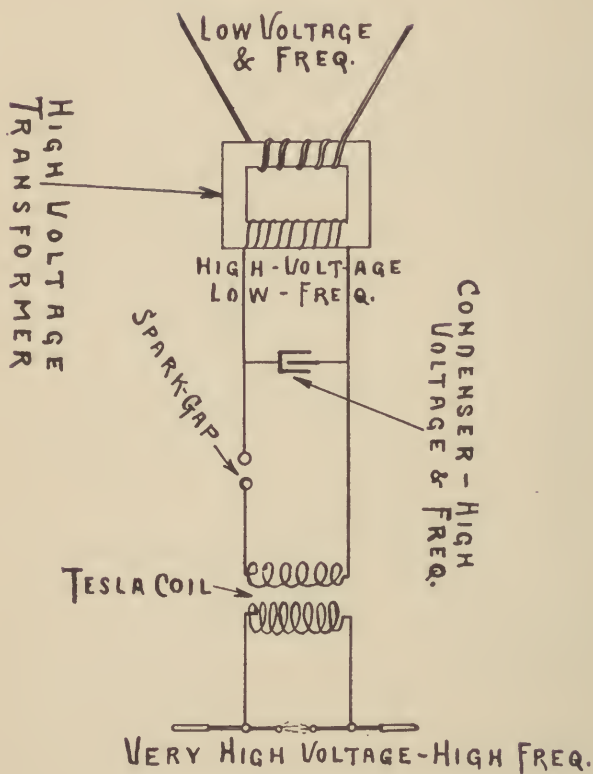 LOW VOLTAGE
& FREQ.
HIGH VOLTAGE
TRANSFORMER
HIGH-VOLTAGE
LOW-FREQ.
CONDENSER-HIGH
VOLTAGE & FREQ.
SPARK-GAP
TESLA COIL
VERY HIGH VOLTAGE-HIGH FREQ.